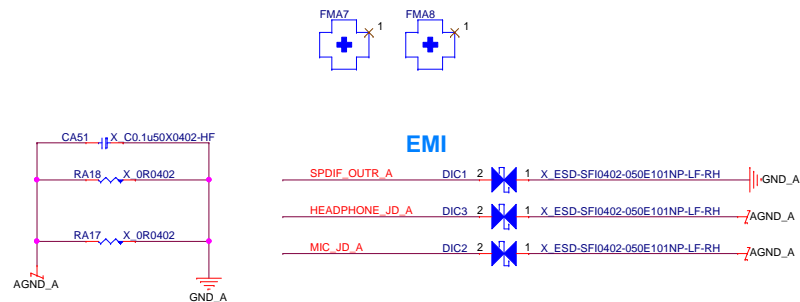 FMA7
1
FMA8
1
CA51 X_C0.1u50X0402-HF
RA18 X_0R0402
RA17 X_0R0402
AGND_A
GND_A
EMI
SPDIF_OUTR_A DIC1 2 1 X_ESD-SFI0402-050E101NP-LF-RH GND_A
HEADPHONE_JD_A DIC3 2 1 X_ESD-SFI0402-050E101NP-LF-RH AGND_A
MIC_JD_A DIC2 2 1 X_ESD-SFI0402-050E101NP-LF-RH AGND_A